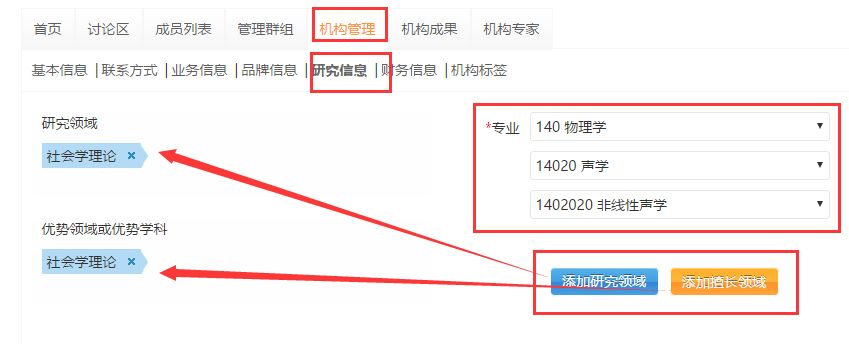 首页 讨论区 成员列表 管理群组 机构管理 机构成果 机构专家
基本信息 |联系方式 |业务信息 |品牌信息 |研究信息 |财务信息 |机构标签
研究领域
社会学理论 ×
优势领域或优势学科
社会学理论 ×
*专业 140 物理学
14020 声学
1402020 非线性声学
添加研究领域 添加擅长领域